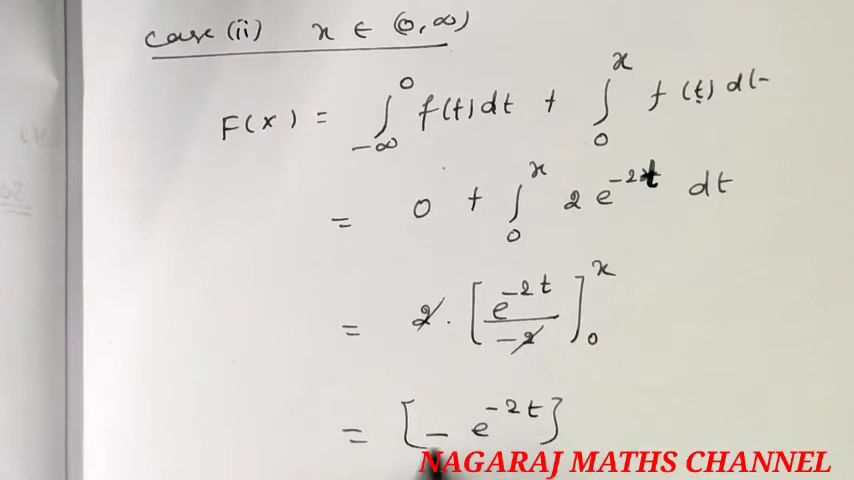 case (ii) x ∈ (0, ∞)
F(x) = ∫_{-∞}^{0} f(t) dt + ∫_{0}^{x} f(t) dt
= 0 + ∫_{0}^{x} 2 e^{-2t} dt
= 2 · [e^{-2t} / -2]_{0}^{x}
= [- e^{-2t}]
NAGARAJ MATHS CHANNEL